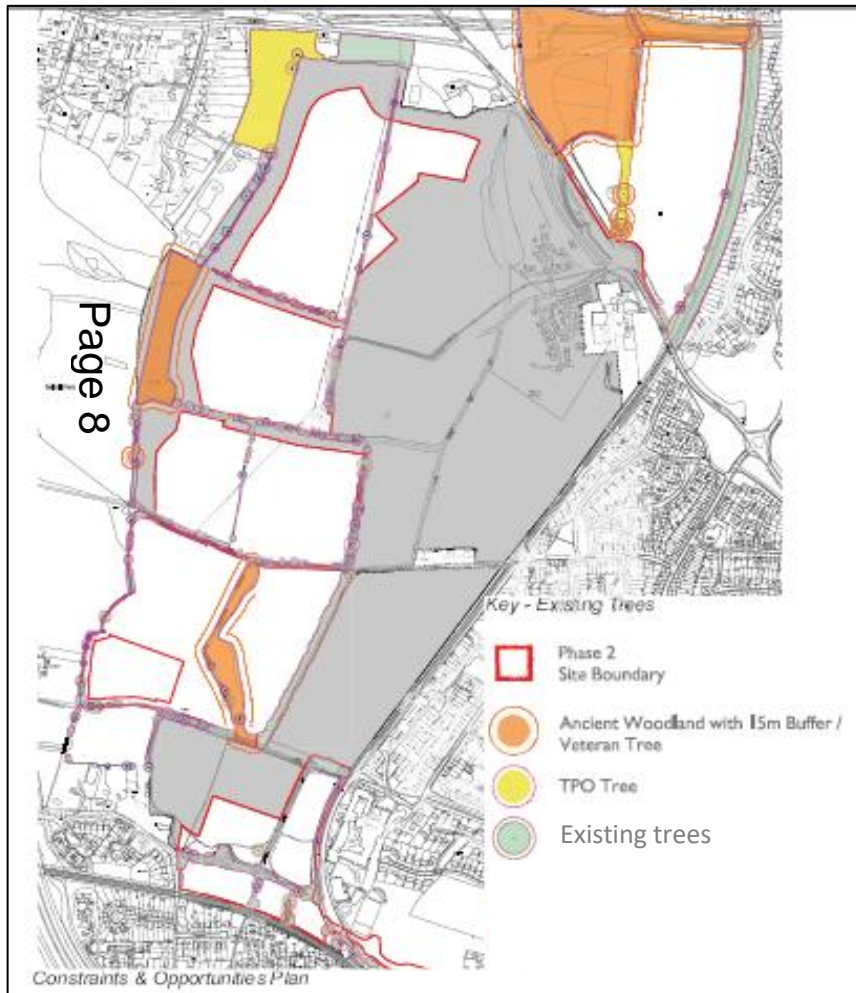 Page 8
Key - Existing Trees
Phase 2
Site Boundary
Ancient Woodland with 15m Buffer /
Veteran Tree
TPO Tree
Existing trees
Constraints & Opportunities Plan